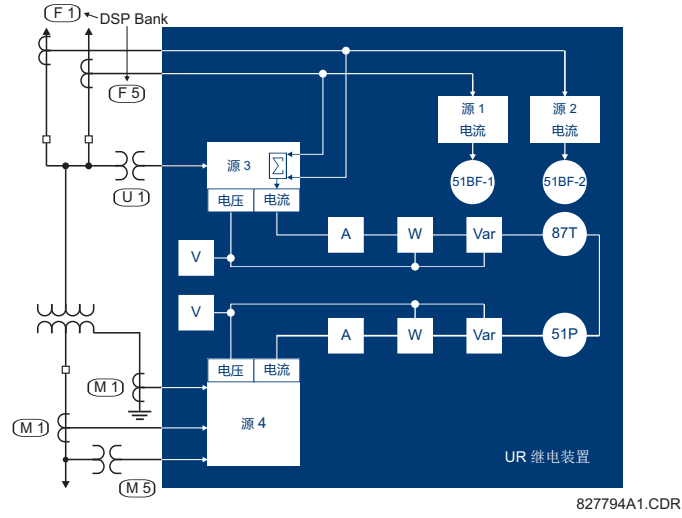 F 1
DSP Bank
F 5
U 1
源 3
Σ
电压 电流
源 1
电流
源 2
电流
51BF-1
51BF-2
V
A
W
Var
87T
V
A
W
Var
51P
电压 电流
源 4
M 1
M 1
M 5
UR 继电装置
827794A1.CDR